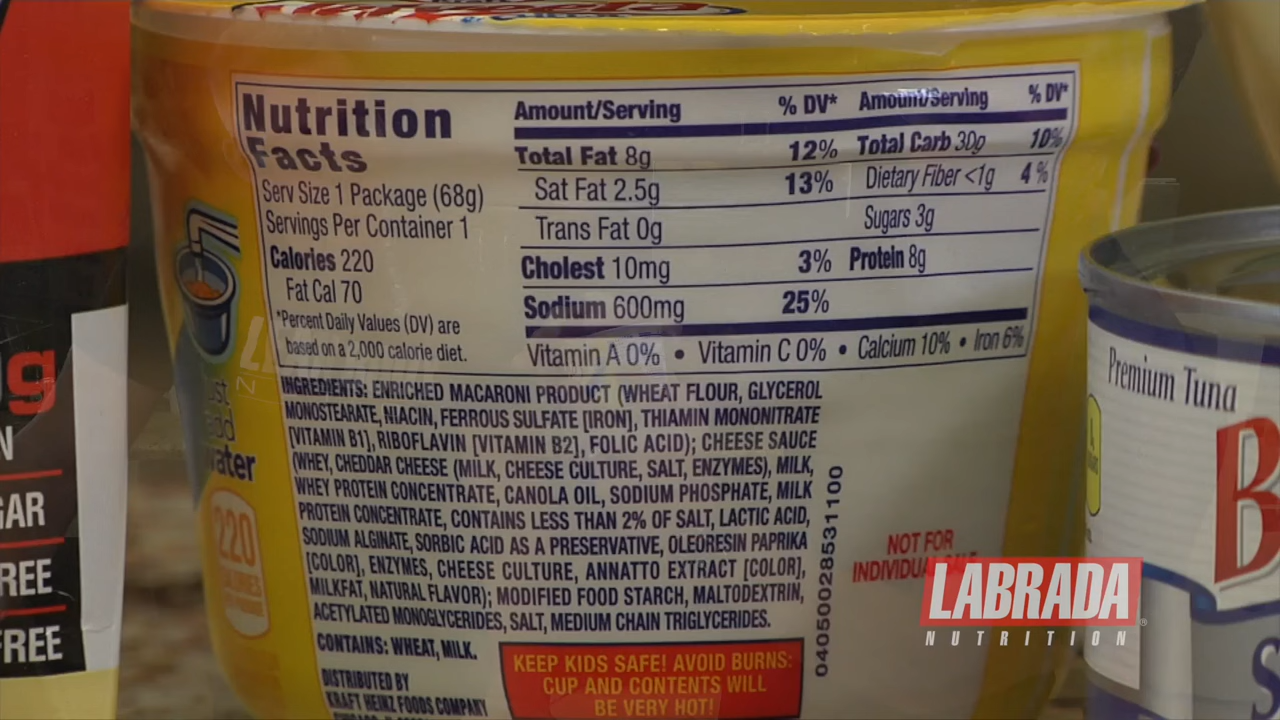 Nutrition
Facts
Serv Size 1 Package (68g)
Servings Per Container 1
Calories 220
Fat Cal 70
*Percent Daily Values (DV) are
based on a 2,000 calorie diet.
Amount/Serving % DV*
Total Fat 8g 12%
Sat Fat 2.5g 13%
Trans Fat 0g
Cholest 10mg 3%
Sodium 600mg 25%
Amount/Serving % DV*
Total Carb 30g 10%
Dietary Fiber <1g 4%
Sugars 3g
Protein 8g
Vitamin A 0% • Vitamin C 0% • Calcium 10% • Iron 6%
INGREDIENTS: ENRICHED MACARONI PRODUCT (WHEAT FLOUR, GLYCEROL
MONOSTEARATE, NIACIN, FERROUS SULFATE [IRON], THIAMIN MONONITRATE
[VITAMIN B1], RIBOFLAVIN [VITAMIN B2], FOLIC ACID); CHEESE SAUCE
(WHEY, CHEDDAR CHEESE (MILK, CHEESE CULTURE, SALT, ENZYMES), MILK,
WHEY PROTEIN CONCENTRATE, CANOLA OIL, SODIUM PHOSPHATE, MILK
PROTEIN CONCENTRATE, CONTAINS LESS THAN 2% OF SALT, LACTIC ACID,
SODIUM ALGINATE, SORBIC ACID AS A PRESERVATIVE, OLEORESIN PAPRIKA
[COLOR], ENZYMES, CHEESE CULTURE, ANNATTO EXTRACT [COLOR],
MILKFAT, NATURAL FLAVOR); MODIFIED FOOD STARCH, MALTODEXTRIN,
ACETYLATED MONOGLYCERIDES, SALT, MEDIUM CHAIN TRIGLYCERIDES.
CONTAINS: WHEAT, MILK.
DISTRIBUTED BY
KRAFT HEINZ FOODS COMPANY
KEEP KIDS SAFE! AVOID BURNS:
CUP AND CONTENTS WILL
BE VERY HOT!
04050028531100
NOT FOR
INDIVIDUAL
water
220
g
N
GAR
REE
FREE
Premium Tuna
B
S
LABRADA®
NUTRITION